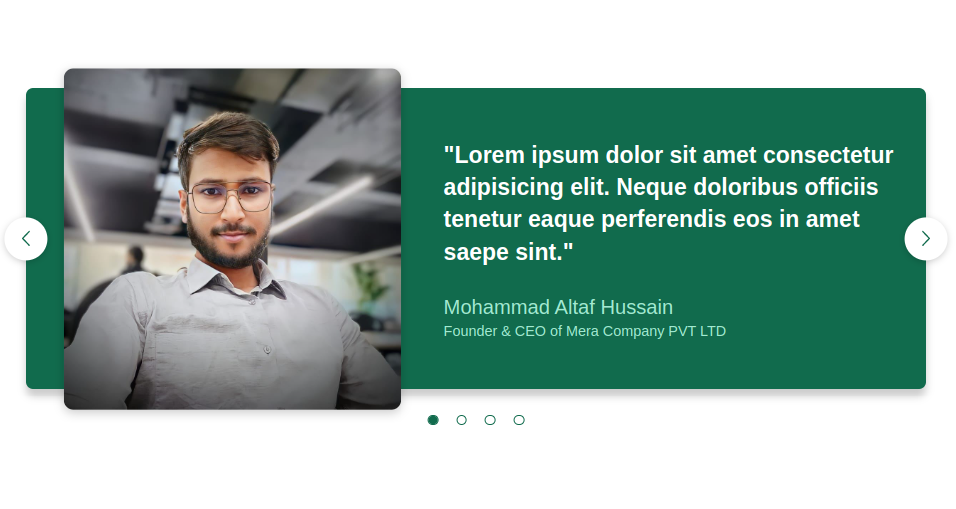 "Lorem ipsum dolor sit amet consectetur
adipisicing elit. Neque doloribus officiis
tenetur eaque perferendis eos in amet
saepe sint."
Mohammad Altaf Hussain
Founder & CEO of Mera Company PVT LTD